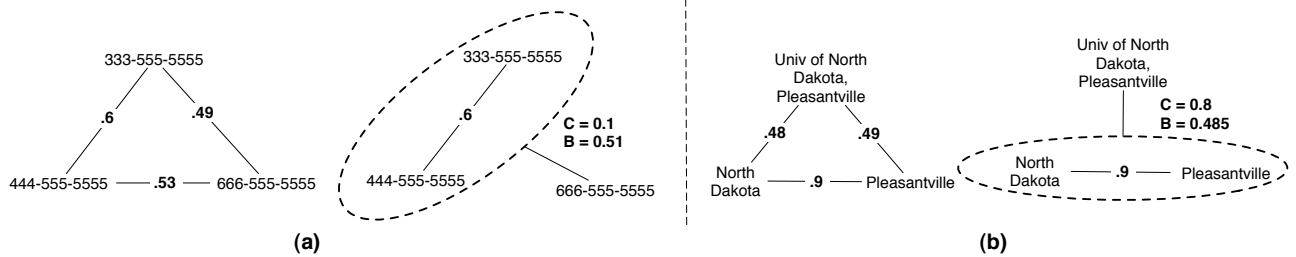 333-555-5555
.6
.49
444-555-5555
.53
666-555-5555
333-555-5555
.6
C = 0.1
B = 0.51
444-555-5555
666-555-5555
(a)
Univ of North
Dakota,
Pleasantville
.48
.49
North
Dakota
.9
Pleasantville
Univ of North
Dakota,
Pleasantville
C = 0.8
B = 0.485
North
Dakota
.9
Pleasantville
(b)